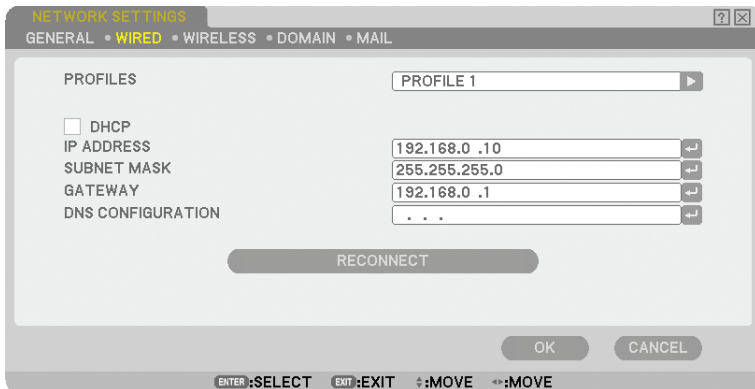 NETWORK SETTINGS
?
GENERAL • WIRED • WIRELESS • DOMAIN • MAIL
PROFILES PROFILE 1
DHCP
IP ADDRESS 192.168.0 .10
SUBNET MASK 255.255.255.0
GATEWAY 192.168.0 .1
DNS CONFIGURATION . . .
RECONNECT
OK CANCEL
ENTER :SELECT EXIT :EXIT :MOVE :MOVE